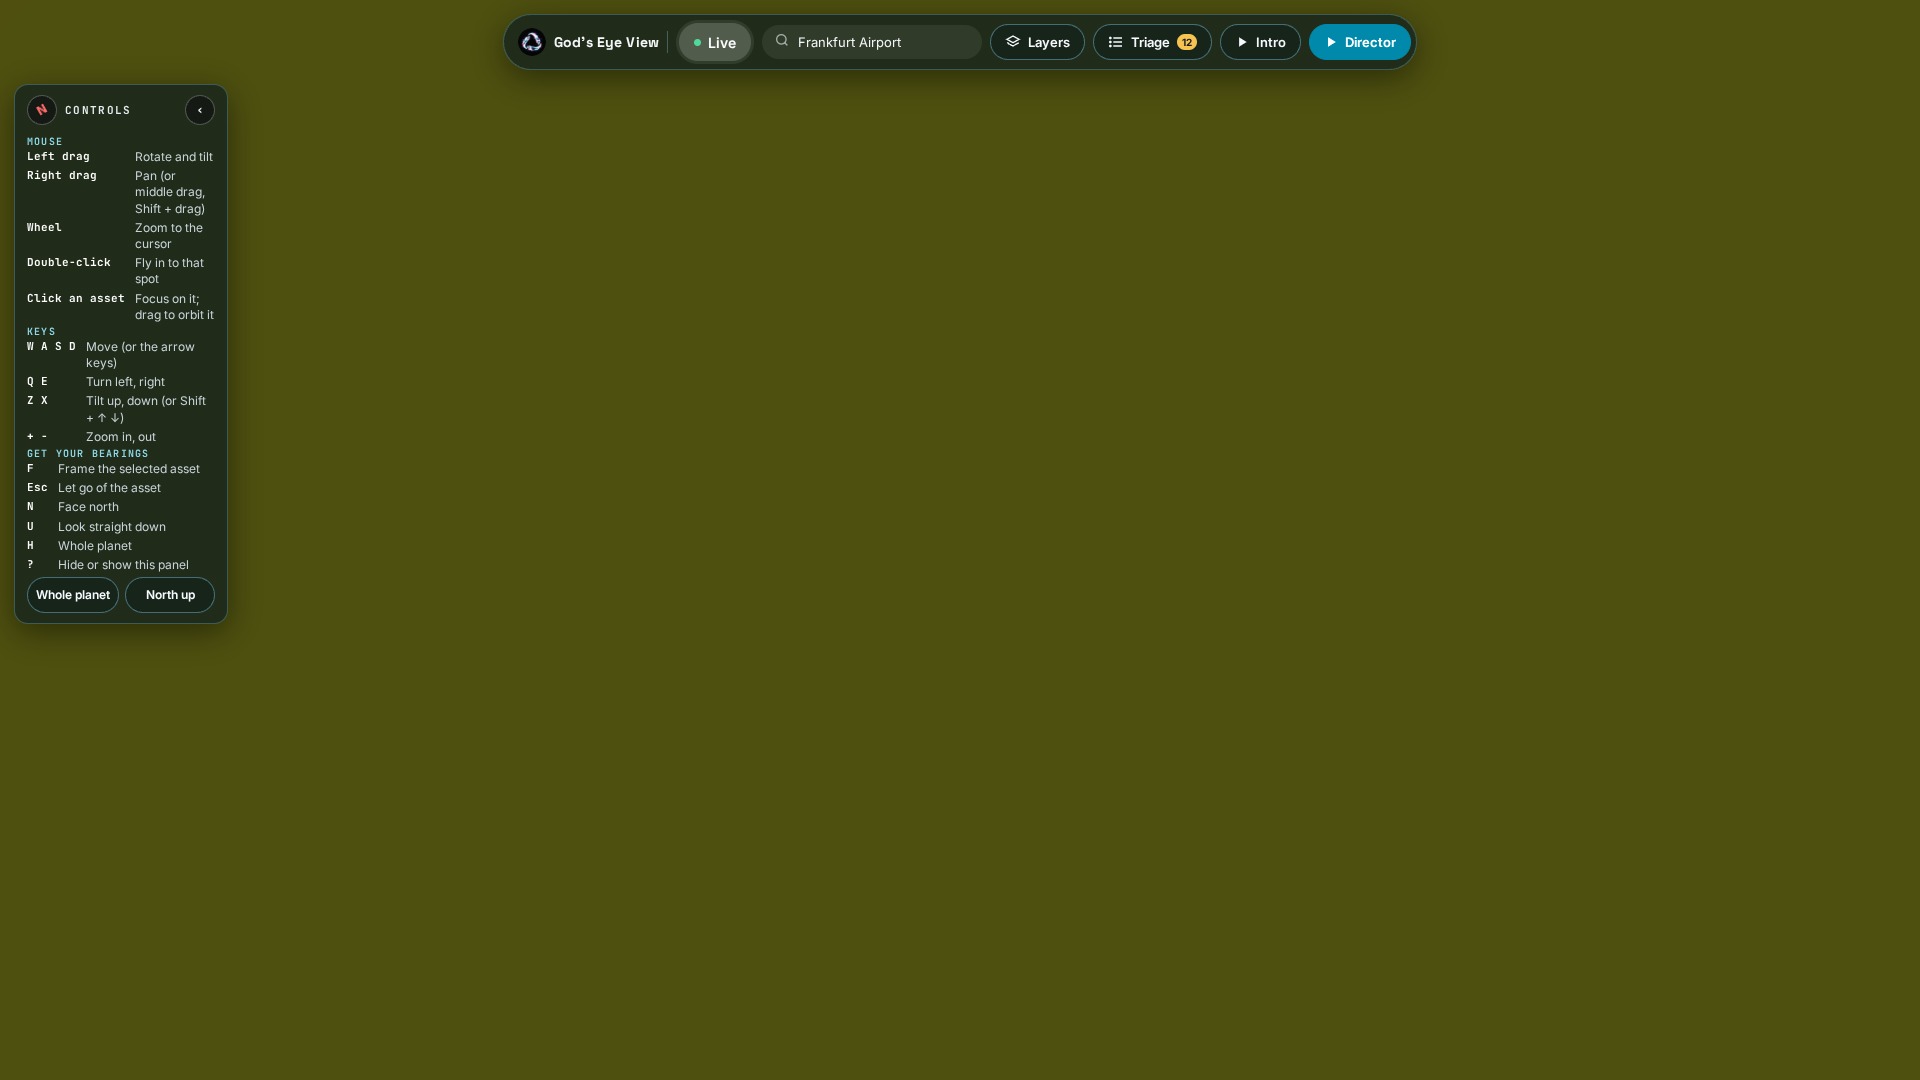 God's Eye View
Live
Frankfurt Airport
Layers
Triage 12
Intro
Director
N
CONTROLS
‹
MOUSE
Left drag Rotate and tilt
Right drag Pan (or
middle drag,
Shift + drag)
Wheel Zoom to the
cursor
Double-click Fly in to that
spot
Click an asset Focus on it;
drag to orbit it
KEYS
W A S D Move (or the arrow
keys)
Q E Turn left, right
Z X Tilt up, down (or Shift
+ ↑ ↓)
+ - Zoom in, out
GET YOUR BEARINGS
F Frame the selected asset
Esc Let go of the asset
N Face north
U Look straight down
H Whole planet
? Hide or show this panel
Whole planet North up